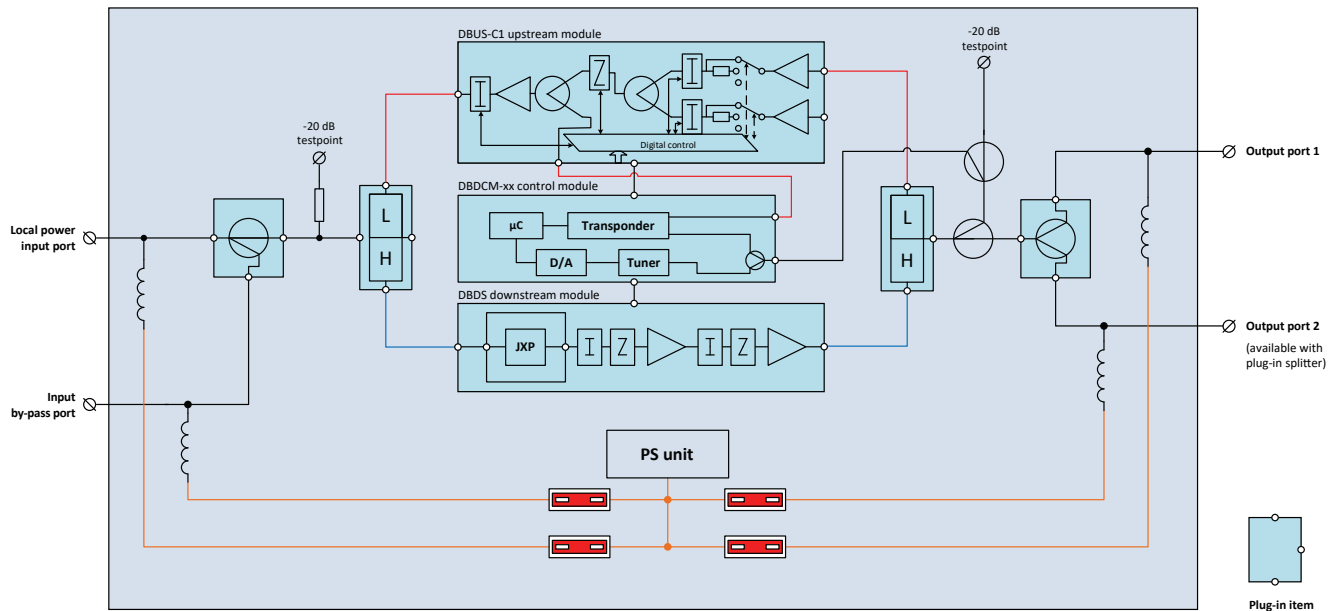 DBUS-C1 upstream module
-20 dB
testpoint
-20 dB
testpoint
Digital control
Output port 1
DBDCM-xx control module
L
H
L
H
µC
Transponder
D/A
Tuner
Local power
input port
DBDS downstream module
JXP
Output port 2
(available with
plug-in splitter)
Input
by-pass port
PS unit
Plug-in item